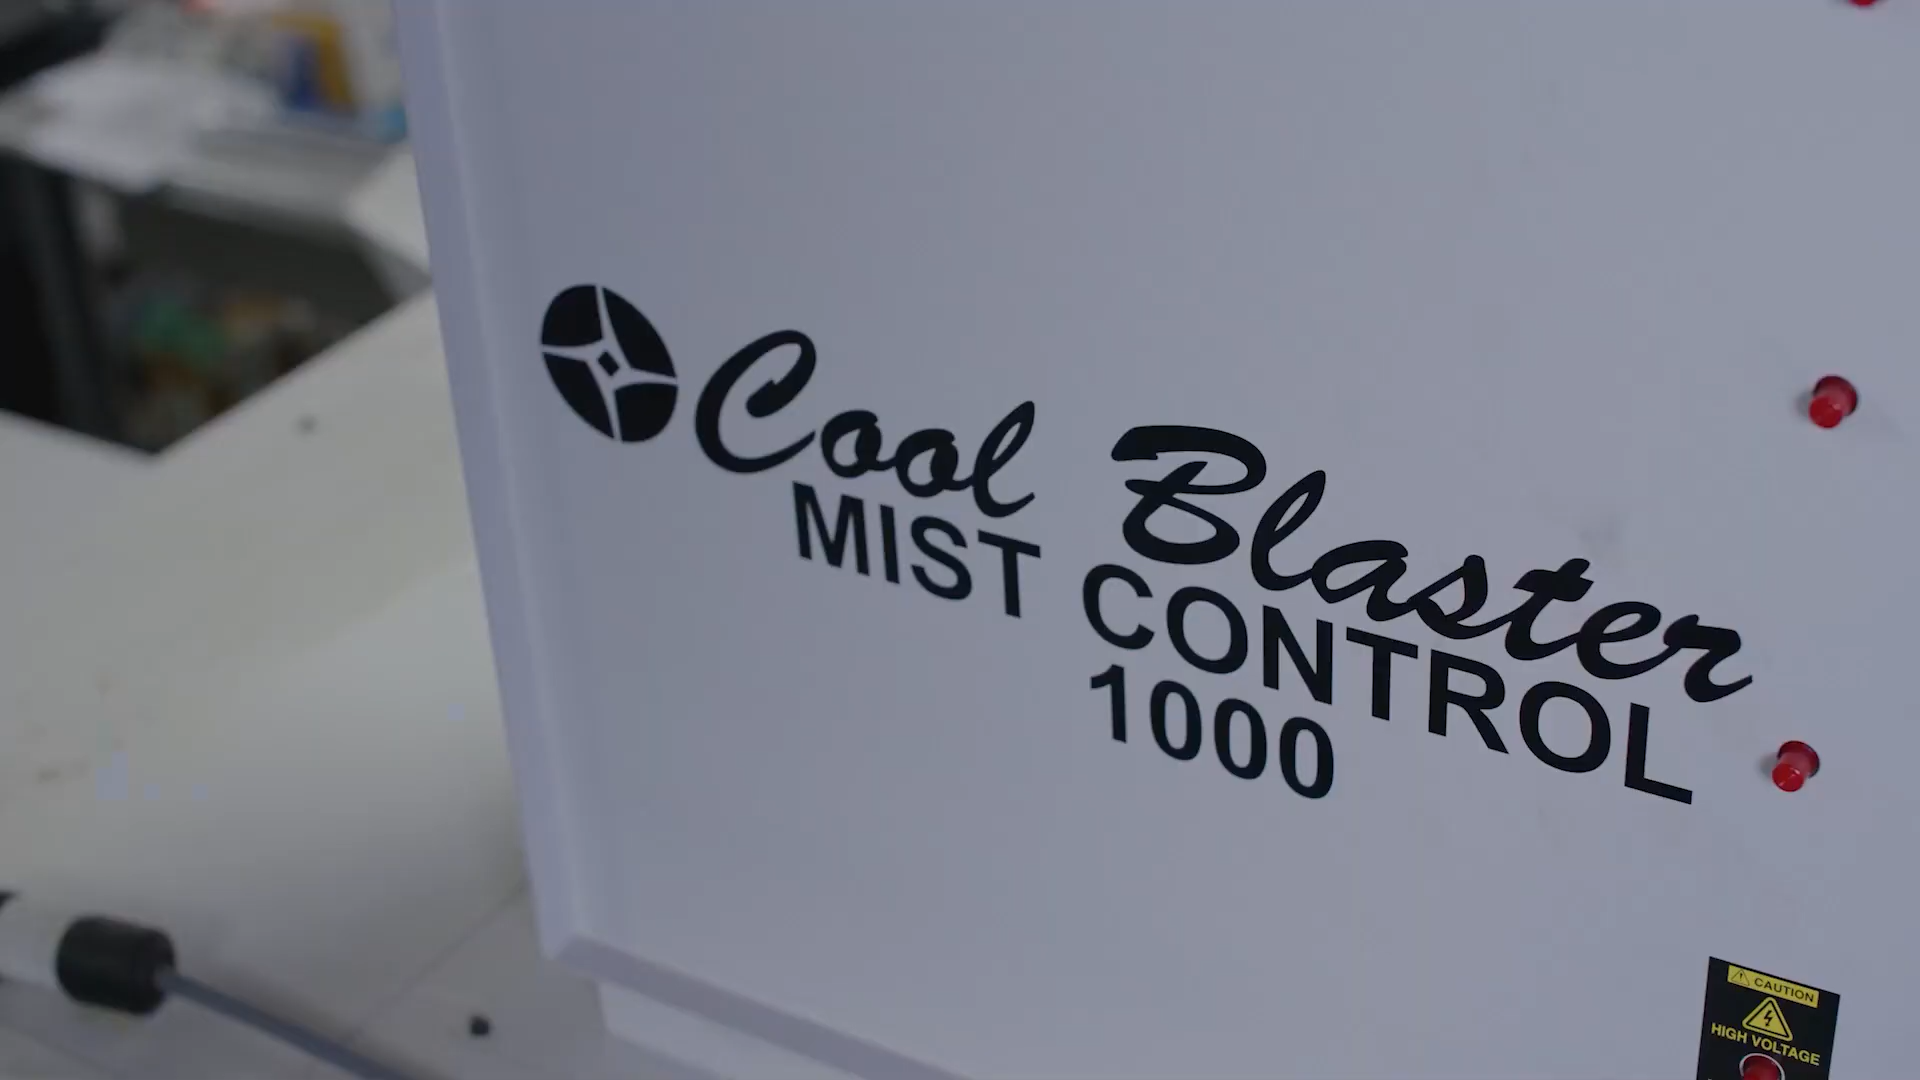 Cool Blaster
MIST CONTROL
1000
CAUTION
HIGH VOLTAGE